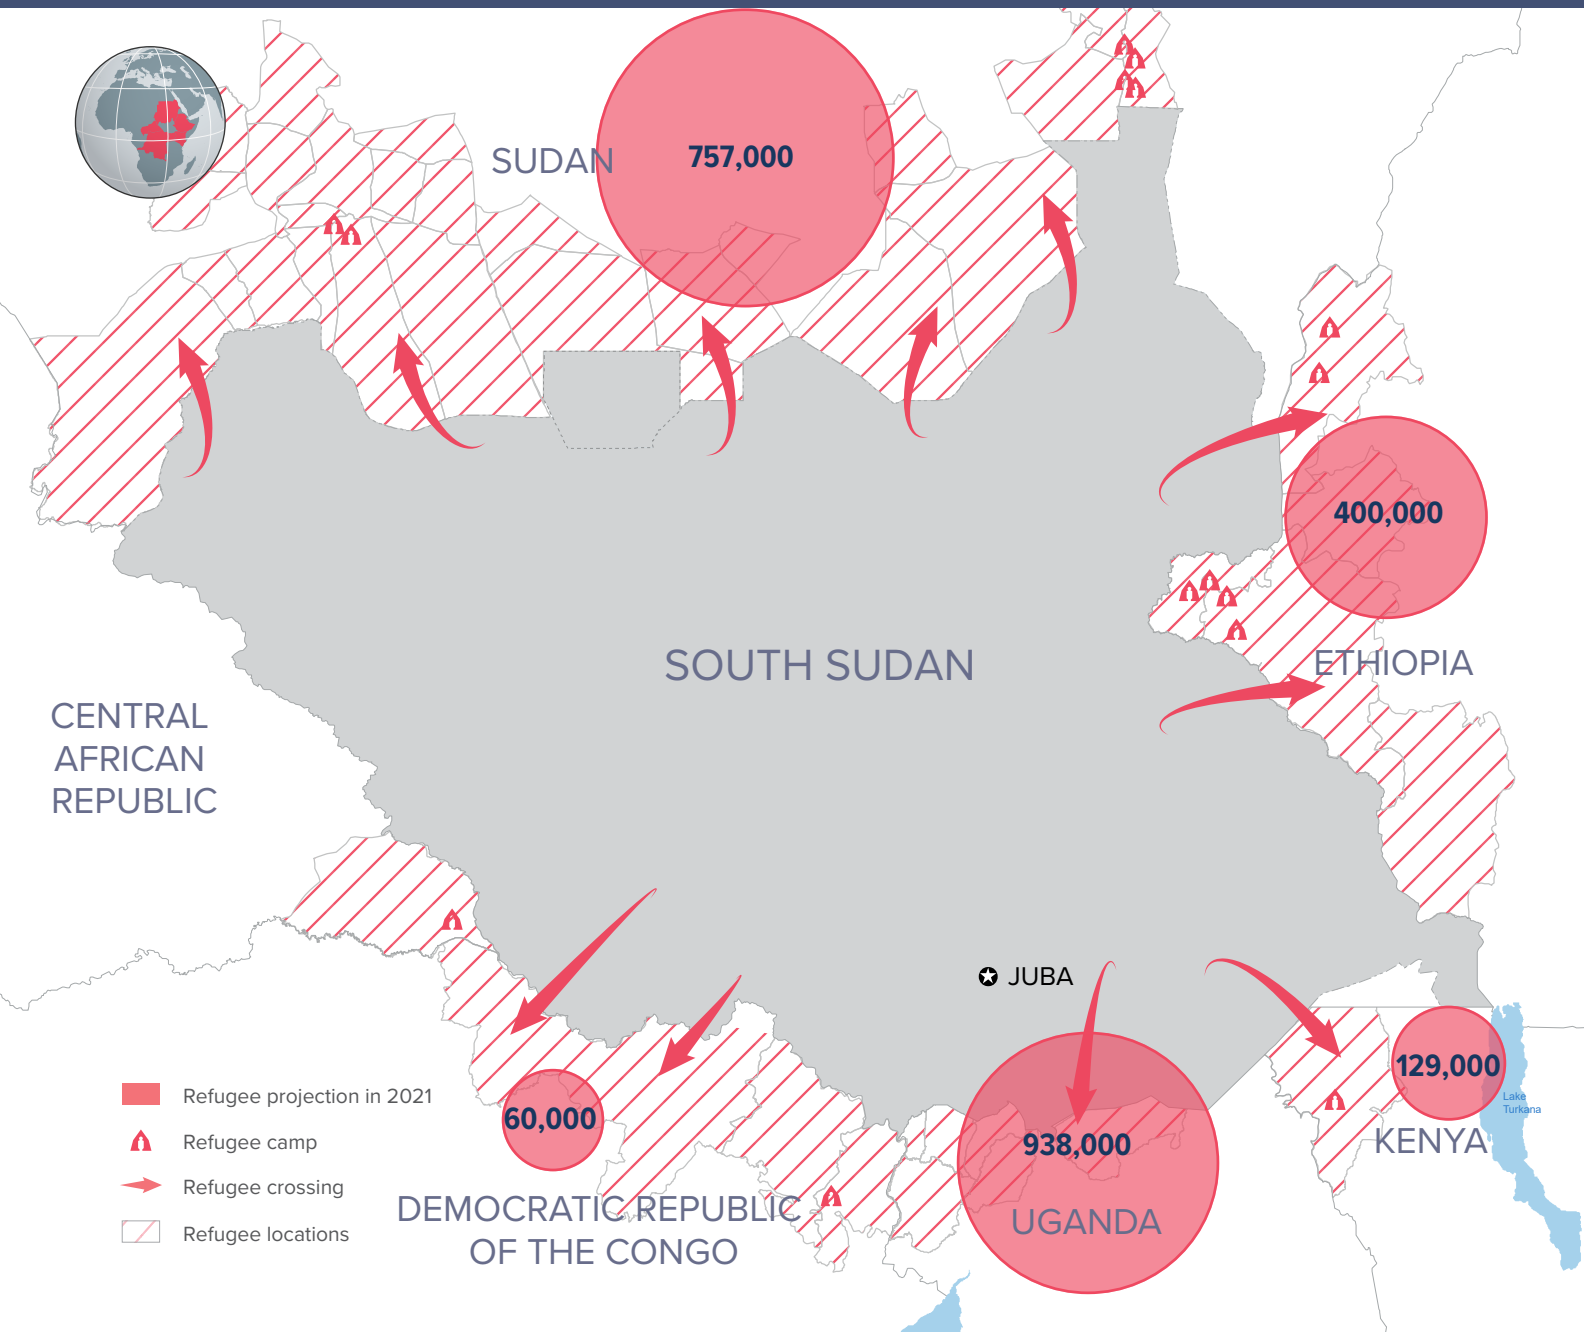 SUDAN
757,000
400,000
ETHIOPIA
SOUTH SUDAN
CENTRAL
AFRICAN
REPUBLIC
JUBA
129,000
Lake
Turkana
KENYA
60,000
938,000
UGANDA
DEMOCRATIC REPUBLIC
OF THE CONGO
Refugee projection in 2021
Refugee camp
Refugee crossing
Refugee locations